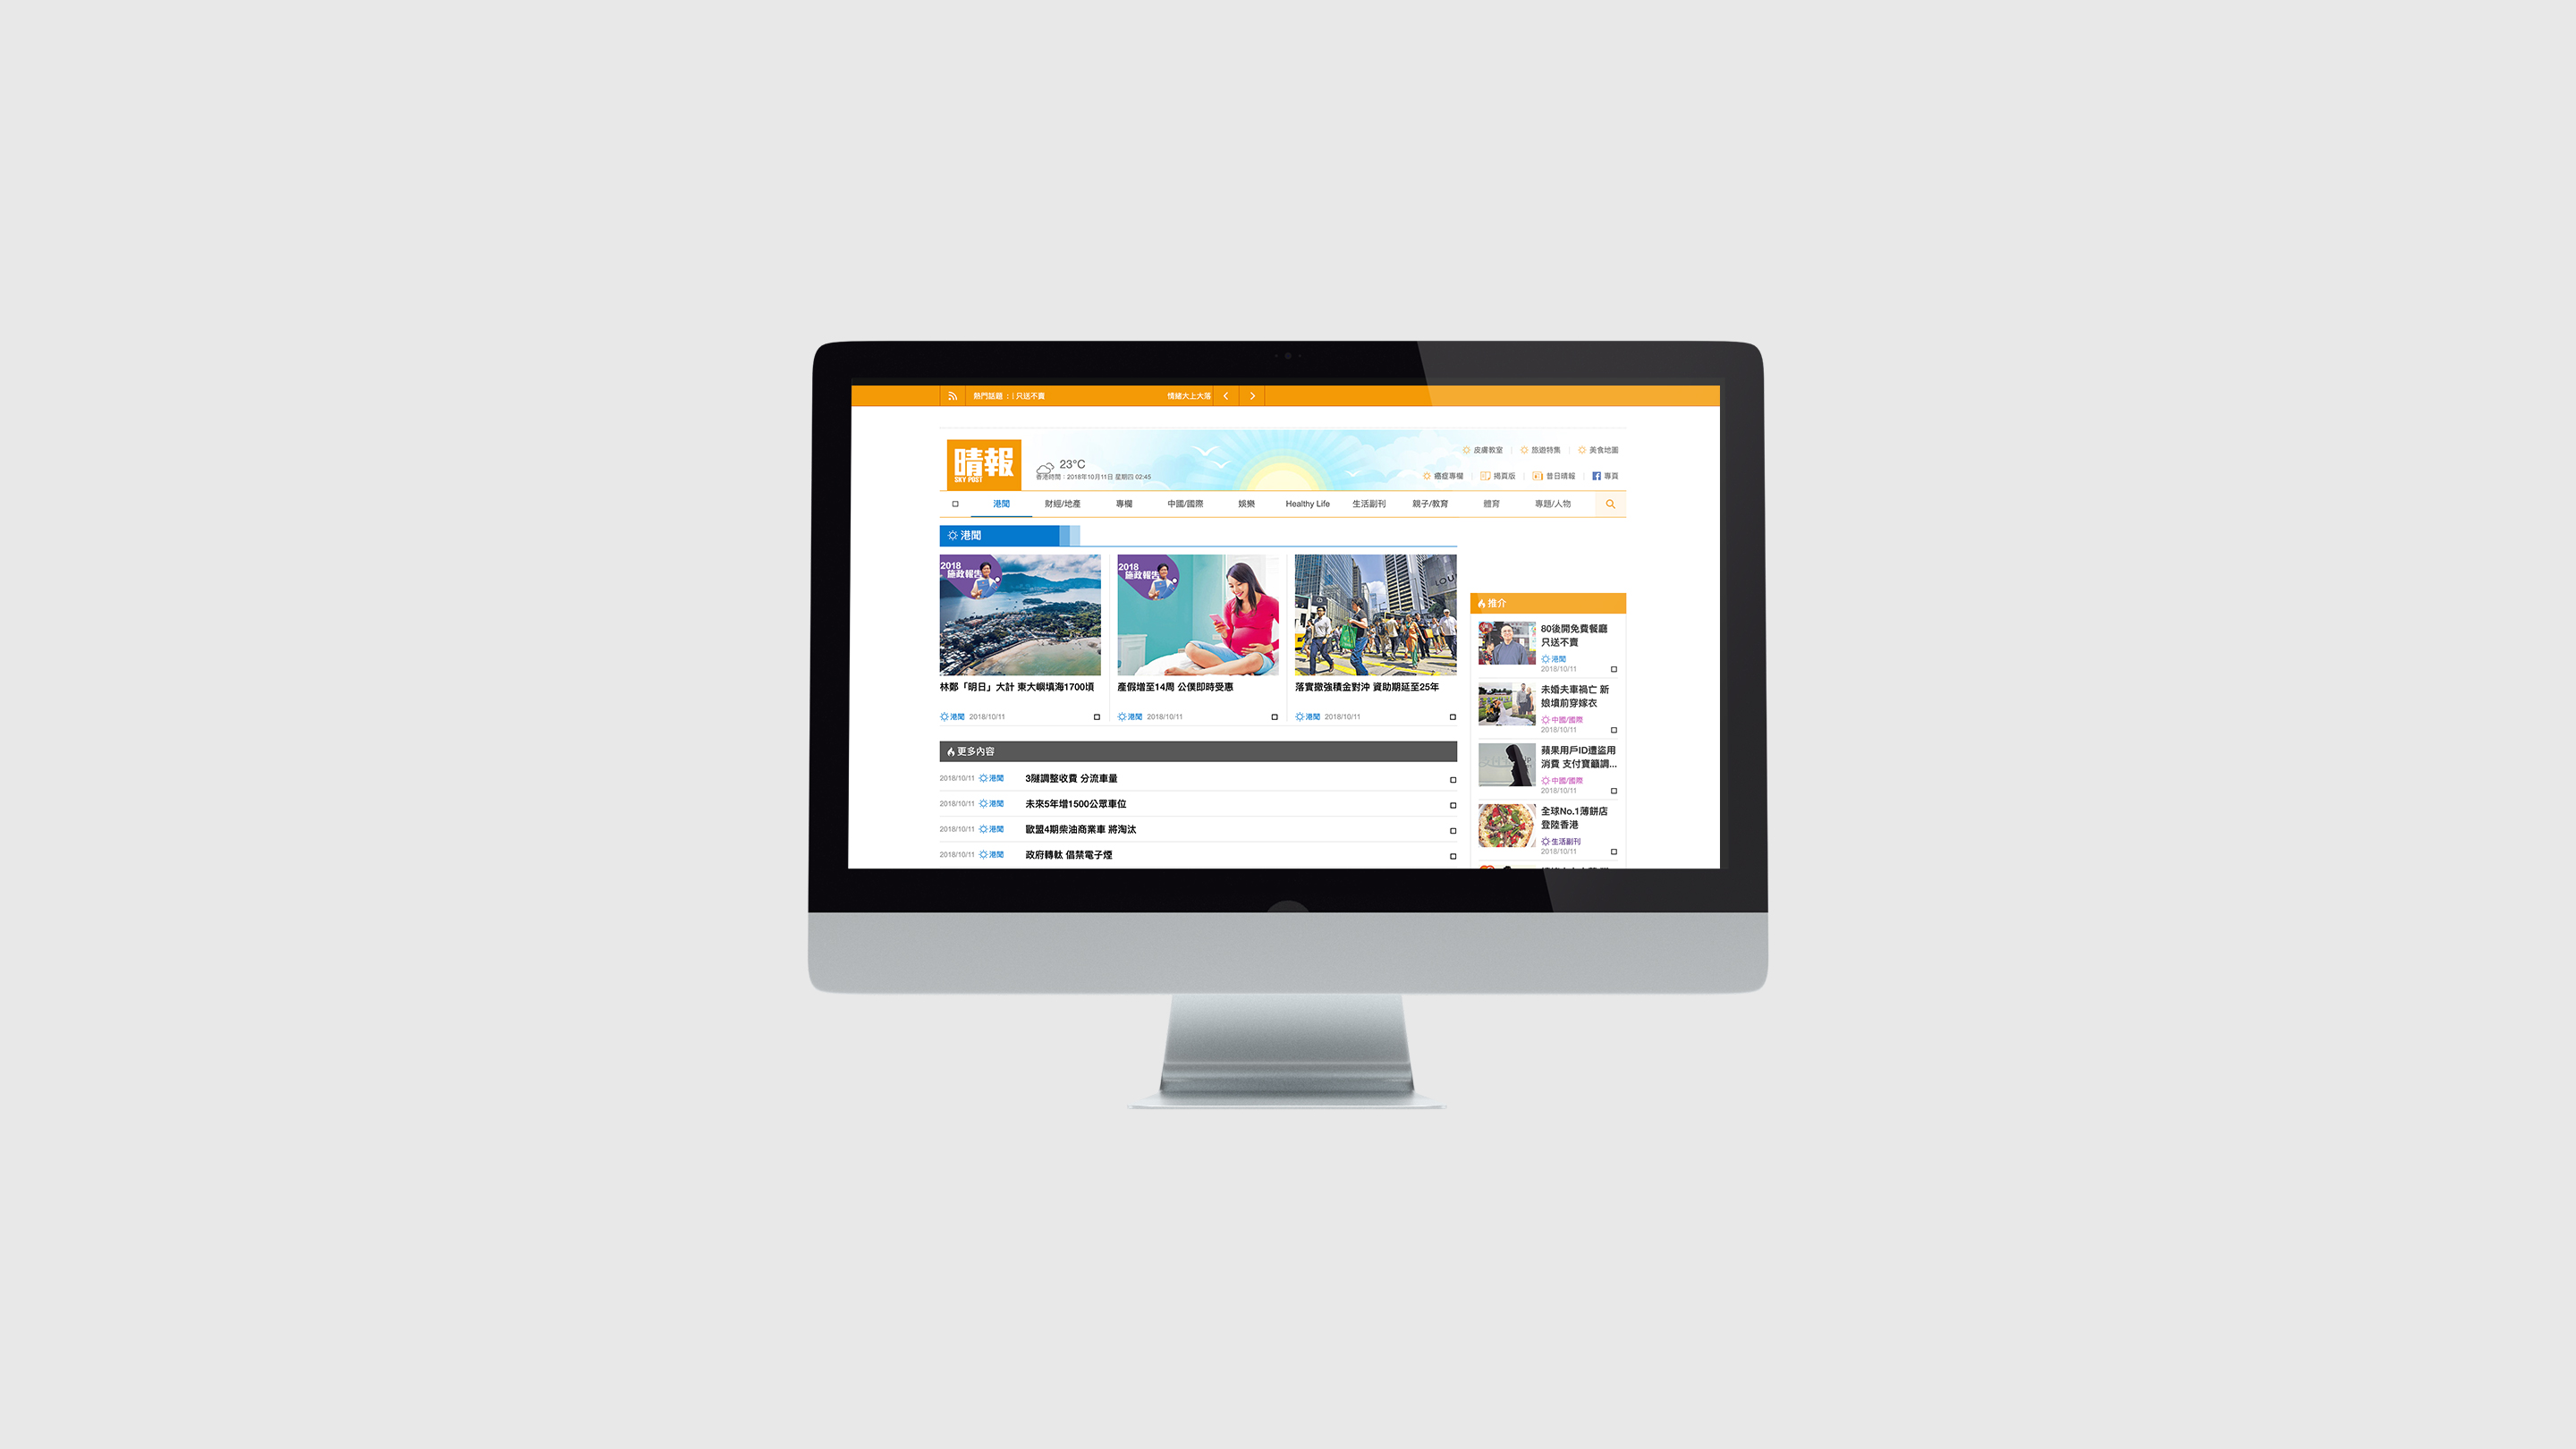 熱門話題 ：| 只送不賣
情緒大上大落
晴報
SKY POST
23°C
香港時間：2018年10月11日 星期四 02:45
皮膚教室
旅遊特集
美食地圖
癌症專欄
揭頁版
昔日晴報
專頁
港聞
財經/地產
專欄
中國/國際
娛樂
Healthy Life
生活副刊
親子/教育
體育
專題/人物
港聞
2018
施政報告
林鄭「明日」大計 東大嶼填海1700頃
港聞 2018/10/11
2018
施政報告
產假增至14周 公僕即時受惠
港聞 2018/10/11
LOUI
落實撤強積金對沖 資助期延至25年
港聞 2018/10/11
更多內容
2018/10/11 港聞 3隧調整收費 分流車量
2018/10/11 港聞 未來5年增1500公眾車位
2018/10/11 港聞 歐盟4期柴油商業車 將淘汰
2018/10/11 港聞 政府轉軚 倡禁電子煙
推介
80後開免費餐廳
只送不賣
港聞
2018/10/11
未婚夫車禍亡 新
娘墳前穿嫁衣
中國/國際
2018/10/11
蘋果用戶ID遭盜用
消費 支付寶籲調...
中國/國際
2018/10/11
全球No.1薄餅店
登陸香港
生活副刊
2018/10/11